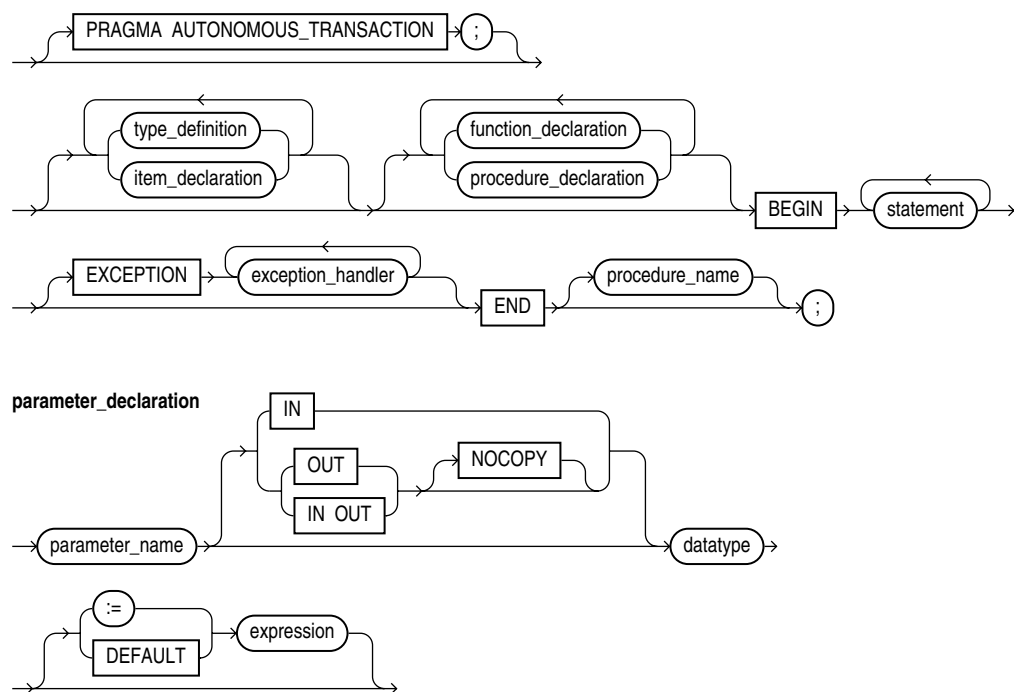 PRAGMA AUTONOMOUS_TRANSACTION ;
type_definition function_declaration
item_declaration procedure_declaration
BEGIN statement
EXCEPTION exception_handler procedure_name
END ;
parameter_declaration
IN
OUT NOCOPY
IN OUT
parameter_name datatype
:=
expression
DEFAULT